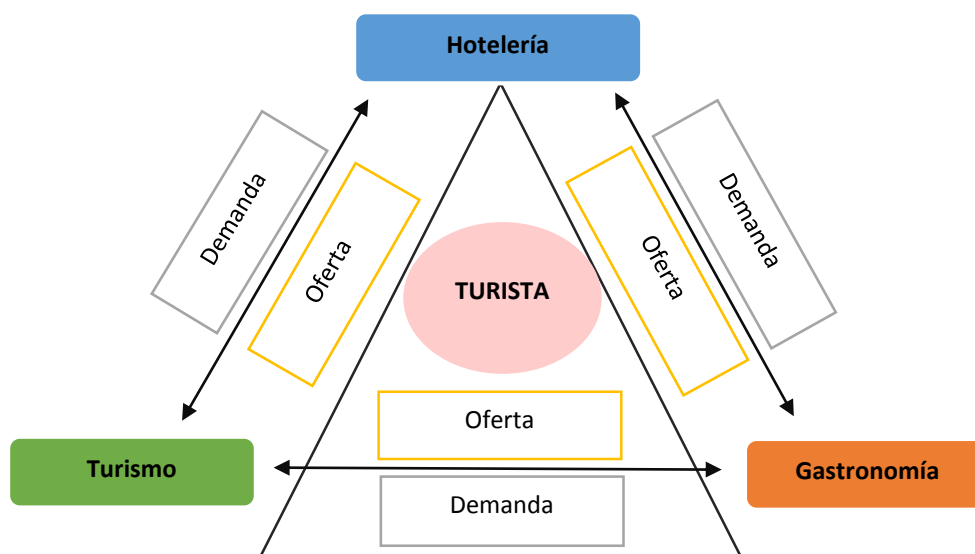 Hotelería
Demanda
Oferta
Oferta
Demanda
TURISTA
Oferta
Turismo
Gastronomía
Demanda